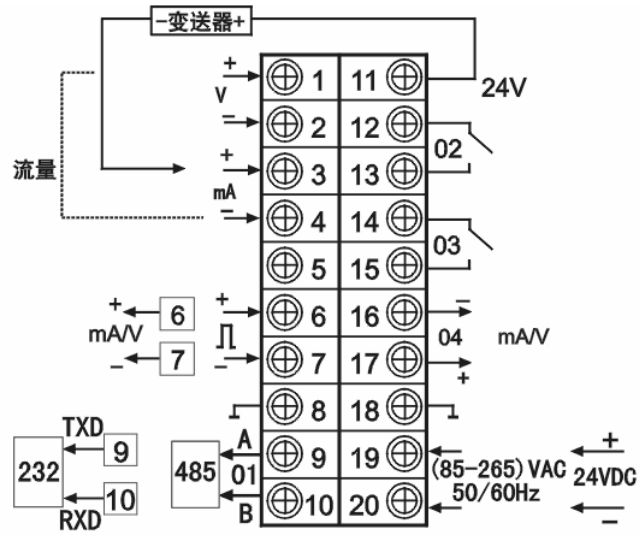 -变送器+
+ 1 11 24V
V
- 2 12
02
+ 3 13
流量
mA
- 4 14
03
5 15
+ 6 + 6 16 -
mA/V 04 mA/V
- 7 - 7 17 +
8 18
TXD 9 A 9 19 +
232 485 01 (85-265)VAC 24VDC
50/60Hz
10 B 10 20 -
RXD